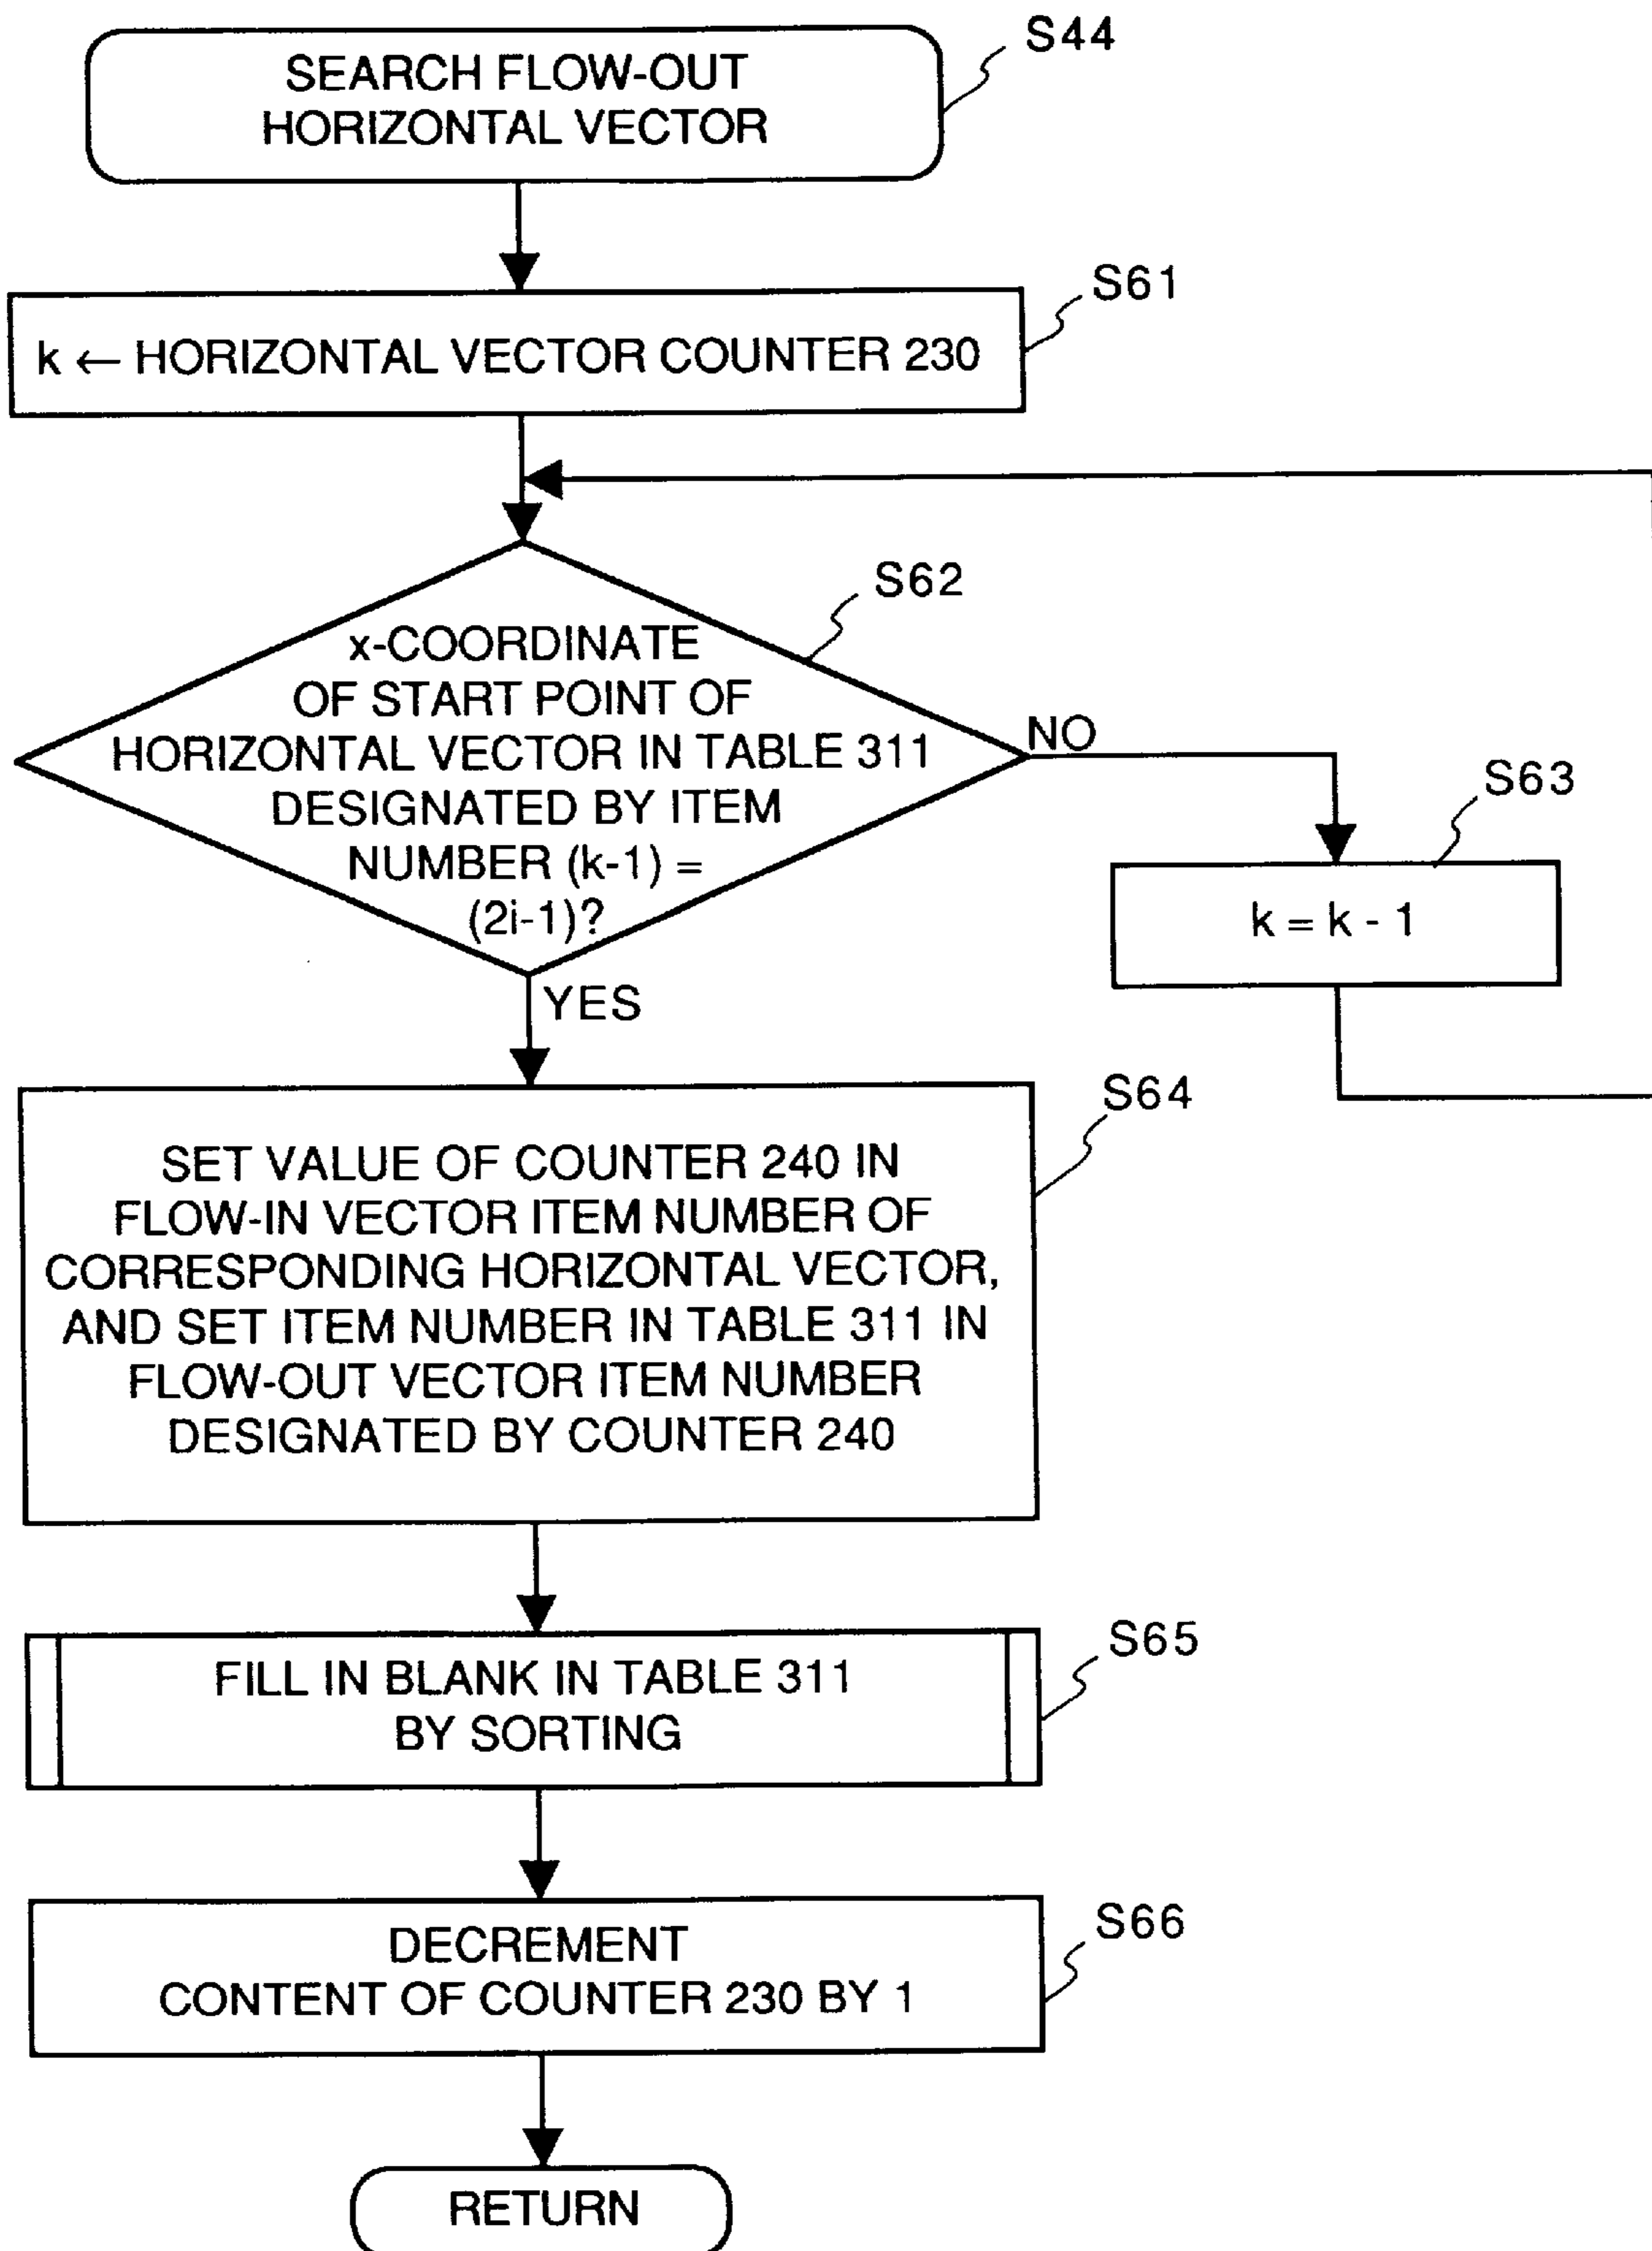 S44
SEARCH FLOW-OUT
HORIZONTAL VECTOR
S61
k ← HORIZONTAL VECTOR COUNTER 230
S62
x-COORDINATE
OF START POINT OF
HORIZONTAL VECTOR IN TABLE 311
DESIGNATED BY ITEM
NUMBER (k-1) =
(2i-1)?
NO
S63
k = k - 1
YES
S64
SET VALUE OF COUNTER 240 IN
FLOW-IN VECTOR ITEM NUMBER OF
CORRESPONDING HORIZONTAL VECTOR,
AND SET ITEM NUMBER IN TABLE 311 IN
FLOW-OUT VECTOR ITEM NUMBER
DESIGNATED BY COUNTER 240
S65
FILL IN BLANK IN TABLE 311
BY SORTING
S66
DECREMENT
CONTENT OF COUNTER 230 BY 1
RETURN